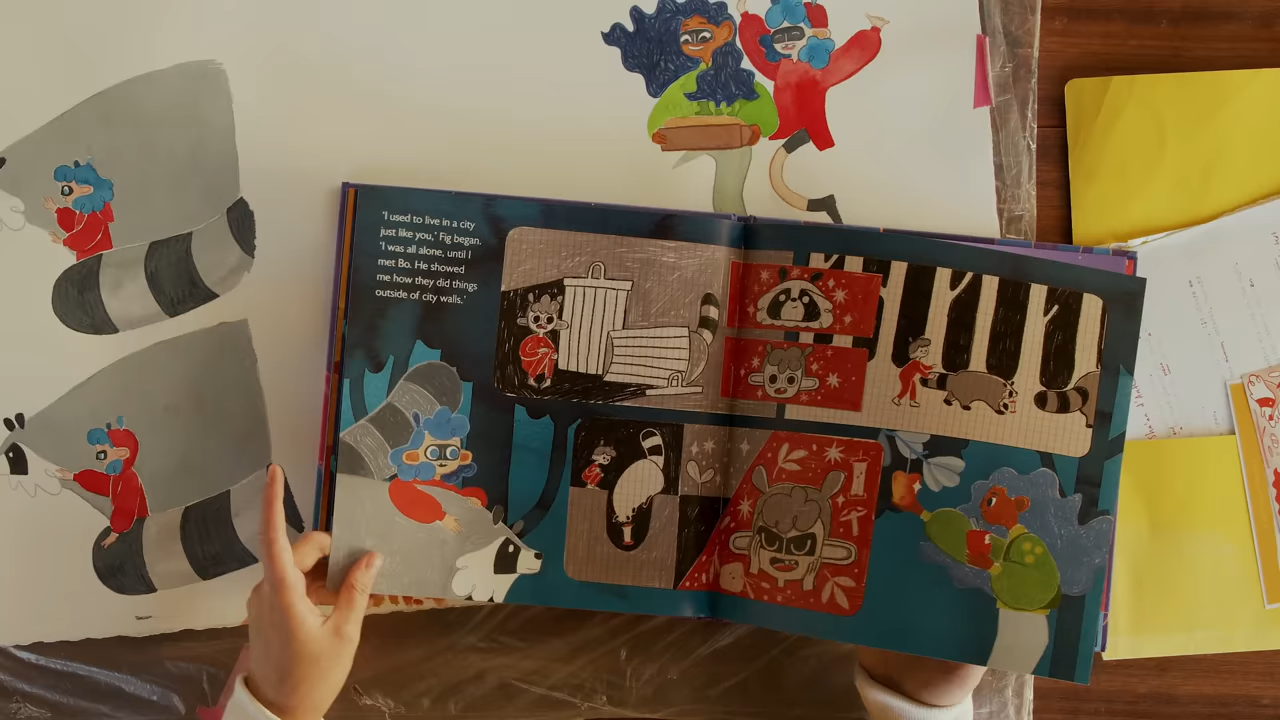 'I used to live in a city
just like you,' Fig began.
'I was all alone, until I
met Bo. He showed
me how they did things
outside of city walls.'